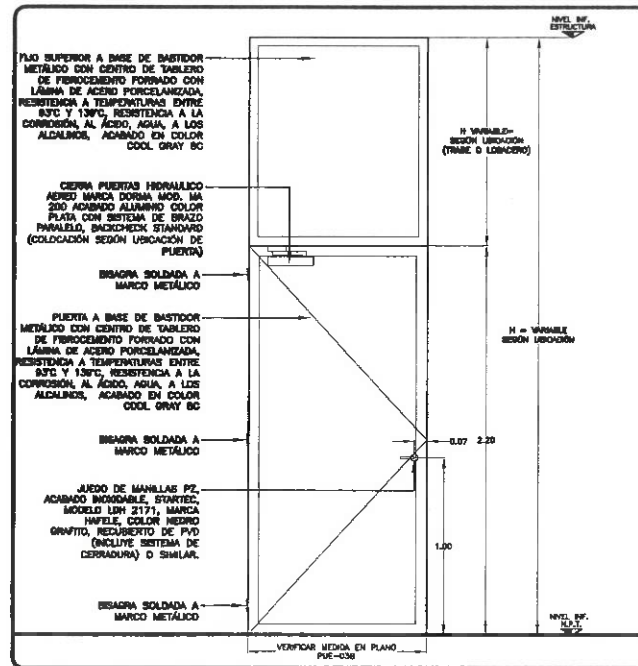 NIVEL INF.
ESTRUCTURA
FIJO SUPERIOR A BASE DE BASTIDOR
METÁLICO CON CENTRO DE TABLERO
DE FIBROCEMENTO FORRADO CON
LÁMINA DE ACERO PORCELANIZADA,
RESISTENCIA A TEMPERATURAS ENTRE
93°C Y 139°C, RESISTENCIA A LA
CORROSIÓN, AL ÁCIDO, AGUA, A LOS
ALCALINOS, ACABADO EN COLOR
COOL GRAY 8C
H VARIABLE=
SEGÚN UBICACIÓN
(TRABE O LOSACERO)
CIERRA PUERTAS HIDRAULICO
AEREO MARCA DORMA MOD. MA
200 ACABADO ALUMINIO COLOR
PLATA CON SISTEMA DE BRAZO
PARALELO, BACKCHECK STANDARD
(COLOCACIÓN SEGÚN UBICACIÓN DE
PUERTA)
BISAGRA SOLDADA A
MARCO METÁLICO
PUERTA A BASE DE BASTIDOR
METÁLICO CON CENTRO DE TABLERO
DE FIBROCEMENTO FORRADO CON
LÁMINA DE ACERO PORCELANIZADA,
RESISTENCIA A TEMPERATURAS ENTRE
93°C Y 139°C, RESISTENCIA A LA
CORROSIÓN, AL ÁCIDO, AGUA, A LOS
ALCALINOS, ACABADO EN COLOR
COOL GRAY 8C
H = VARIABLE
SEGÚN UBICACIÓN
BISAGRA SOLDADA A
MARCO METÁLICO
0.07
2.20
JUEGO DE MANILLAS PZ,
ACABADO INOXIDABLE, STARTEC,
MODELO LDH 2171, MARCA
HAFELE, COLOR NEGRO
GRAFITO, RECUBIERTO DE PVD
(INCLUYE SISTEMA DE
CERRADURA) O SIMILAR.
1.00
BISAGRA SOLDADA A
MARCO METÁLICO
NIVEL INF.
N.P.T.
VERIFICAR MEDIDA EN PLANO
PUE-03B